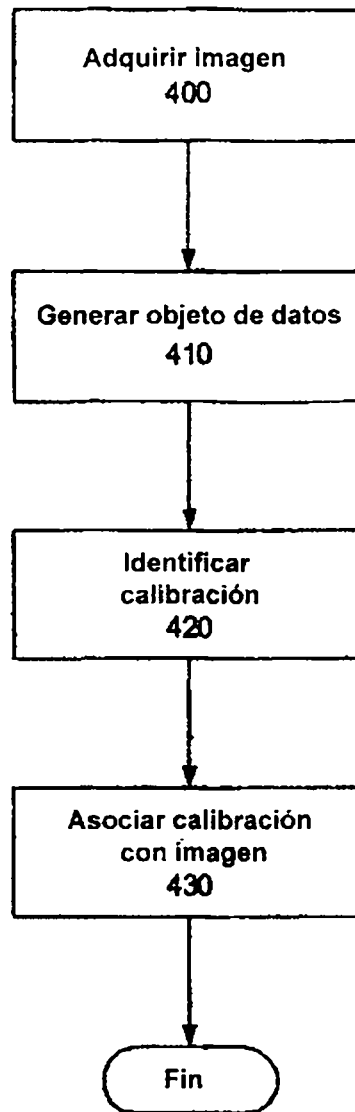 Adquirir imagen
400
Generar objeto de datos
410
Identificar
calibración
420
Asociar calibración
con imagen
430
Fin